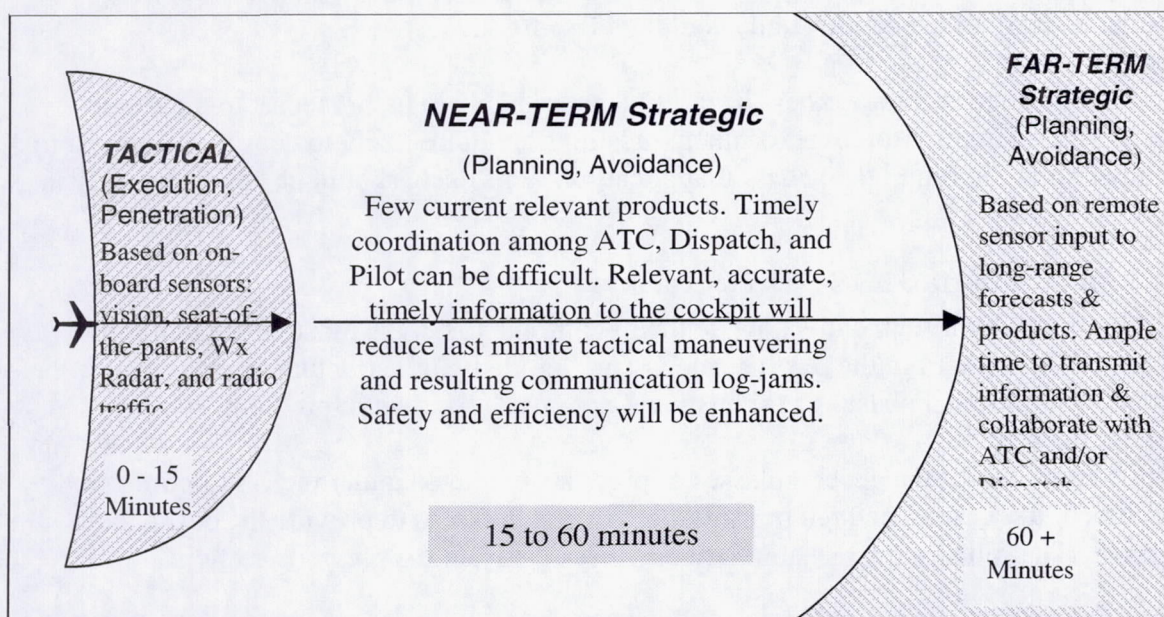 TACTICAL
(Execution,
Penetration)
Based on on-
board sensors:
vision, seat-of-
the-pants, Wx
Radar, and radio
traffic.
0 - 15
Minutes
NEAR-TERM Strategic
(Planning, Avoidance)
Few current relevant products. Timely
coordination among ATC, Dispatch, and
Pilot can be difficult. Relevant, accurate,
timely information to the cockpit will
reduce last minute tactical maneuvering
and resulting communication log-jams.
Safety and efficiency will be enhanced.
15 to 60 minutes
FAR-TERM
Strategic
(Planning,
Avoidance)
Based on remote
sensor input to
long-range
forecasts &
products. Ample
time to transmit
information &
collaborate with
ATC and/or
Dispatch
60 +
Minutes